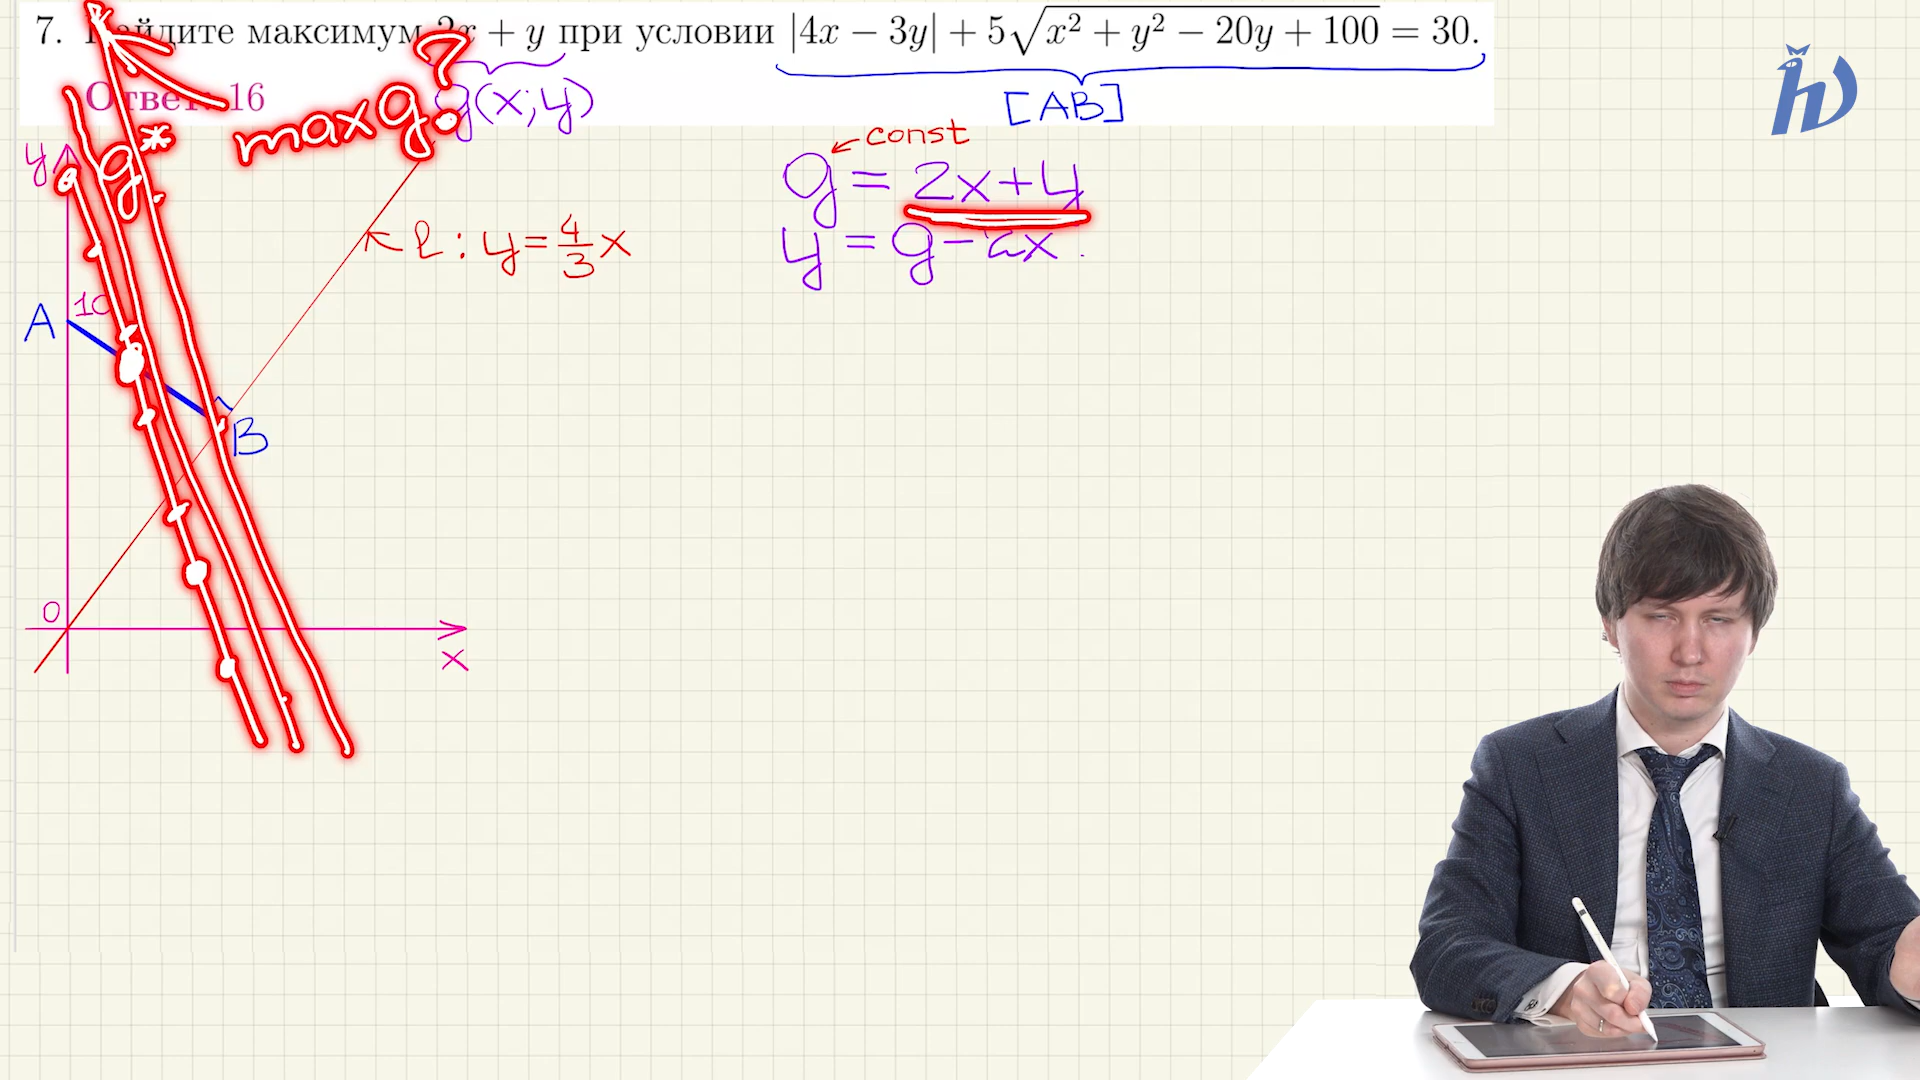 7. Найдите максимум 2x + y при условии |4x − 3y| + 5√(x² + y² − 20y + 100) = 30.
Ответ: 16
g(x; y)
[AB]
max g?
g*
const
g = 2x+y
y = g − 2x.
l: y = 4/3 x
y
10
A
B
0
x